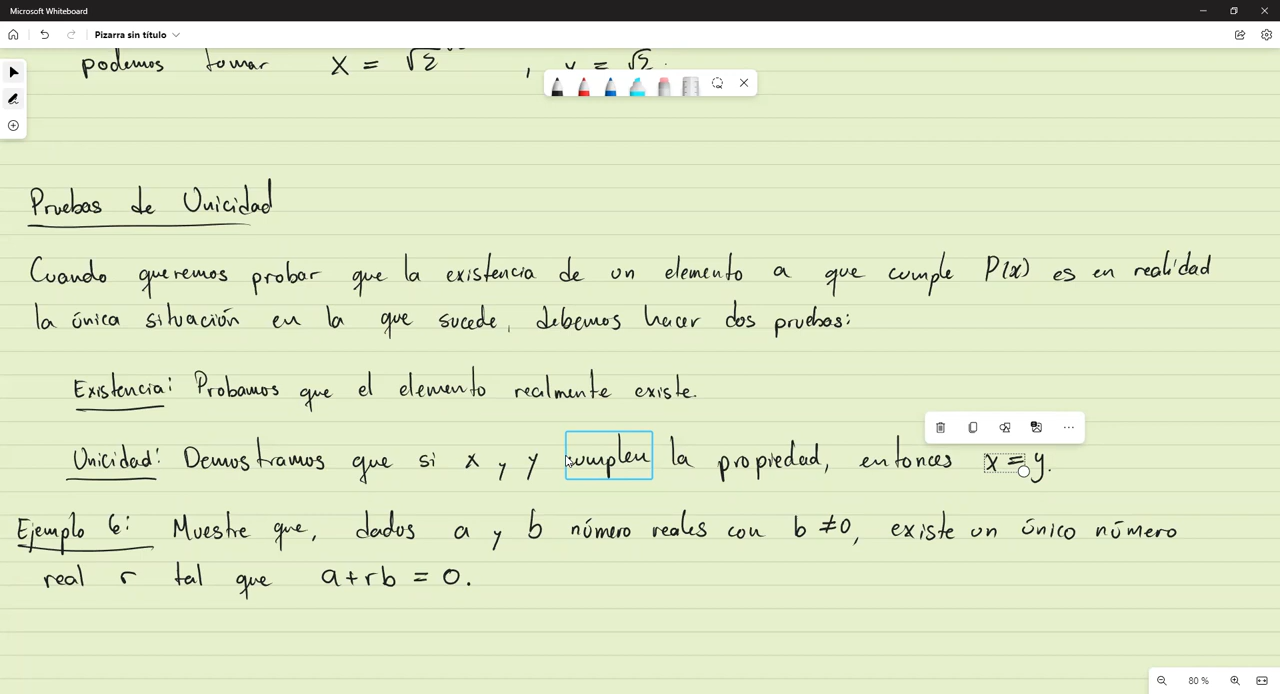 Microsoft Whiteboard
Pizarra sin título
podemos tomar x = √2 , y = √2.
Pruebas de Unicidad
Cuando queremos probar que la existencia de un elemento a que cumple P(x) es en realidad
la única situación en la que sucede, debemos hacer dos pruebas:
Existencia: Probamos que el elemento realmente existe.
Unicidad: Demostramos que si x y y cumplen la propiedad, entonces x = y.
Ejemplo 6: Muestre que, dados a y b número reales con b ≠ 0, existe un único número
real r tal que a + rb = 0.
80 %